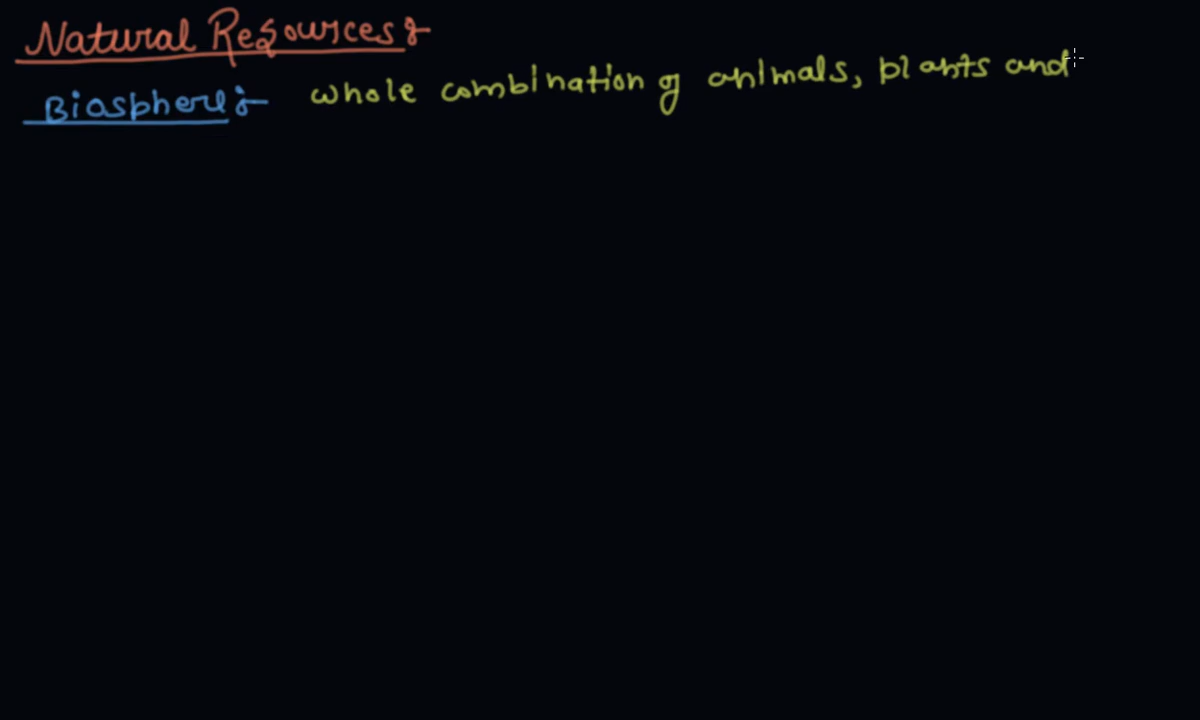 Natural Resources :-
Biosphere :- whole combination of animals, plants and